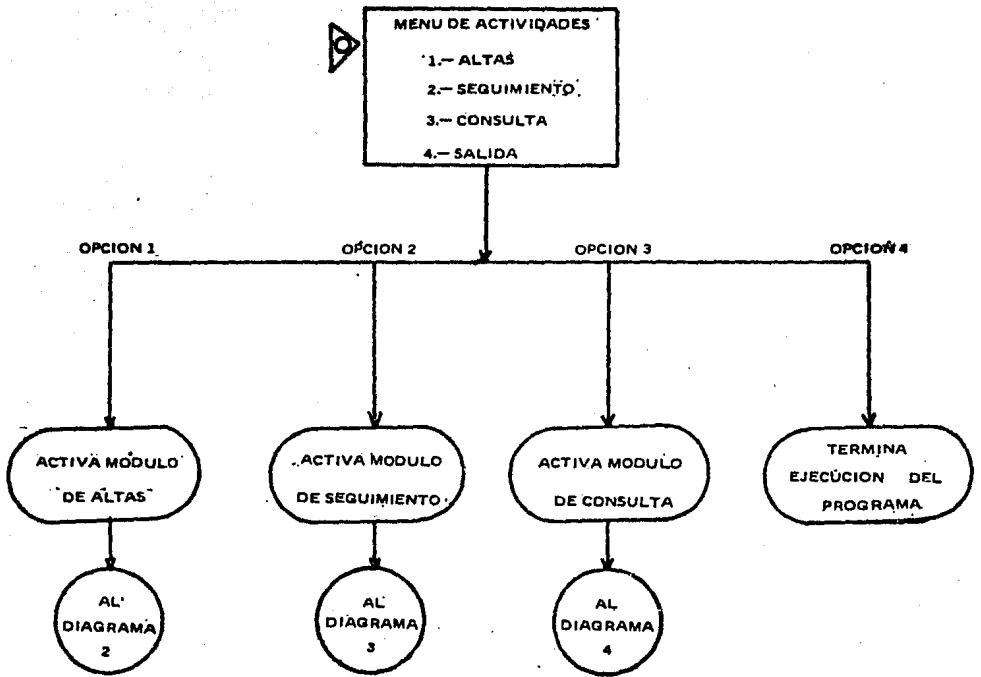 MENU DE ACTIVIDADES
1.- ALTAS
2.- SEGUIMIENTO
3.- CONSULTA
4.- SALIDA
OPCION 1
OPCION 2
OPCION 3
OPCION 4
ACTIVA MODULO
DE ALTAS
ACTIVA MODULO
DE SEGUIMIENTO
ACTIVA MODULO
DE CONSULTA
TERMINA
EJECUCION DEL
PROGRAMA
AL
DIAGRAMA
2
AL
DIAGRAMA
3
AL
DIAGRAMA
4